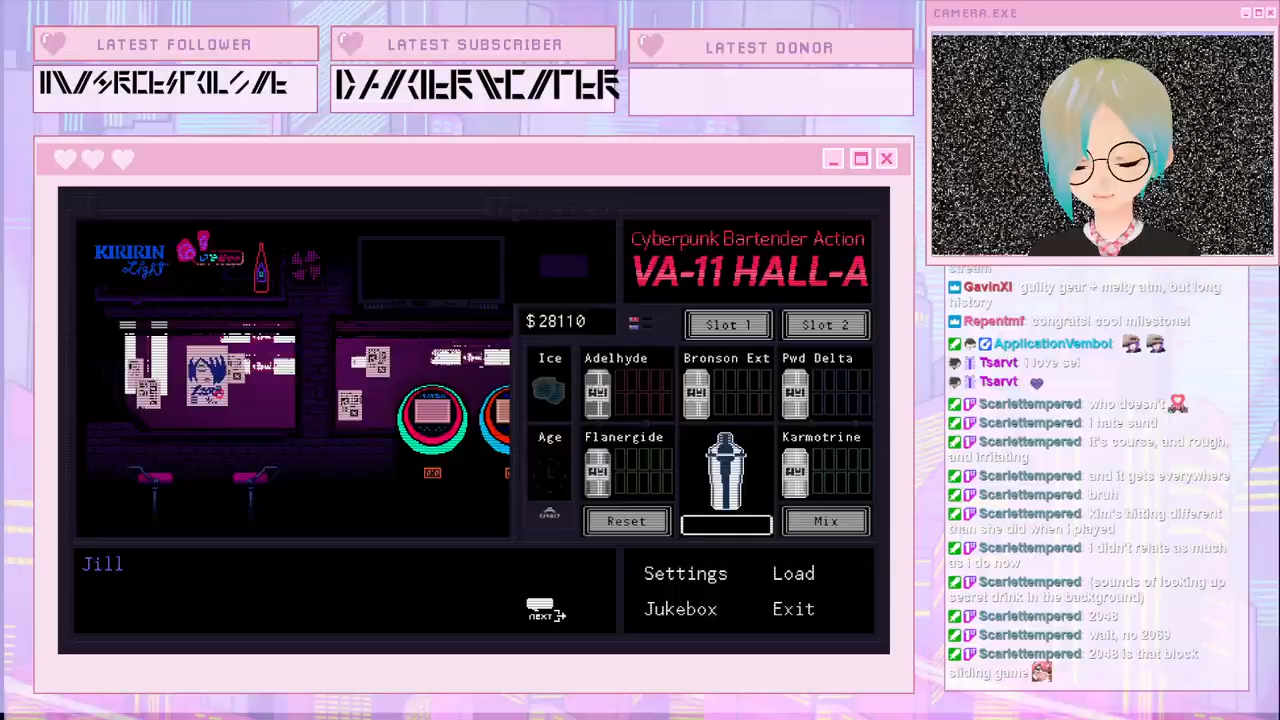 CAMERA.EXE
LATEST FOLLOWER
LATEST SUBSCRIBER
LATEST DONOR
KIRIRIN
Light
Cyberpunk Bartender Action
VA-11 HALL-A
$28110
Slot 1
Slot 2
Ice
Adelhyde
Bronson Ext
Pwd Delta
Age
Flanergide
Karmotrine
Reset
Mix
Jill
NEXT
Settings
Load
Jukebox
Exit
stream
GavinXI guilty gear + melty atm, but long
history
Repentmf: congrats! cool milestone!
ApplicationVembol
Tsarvt i love sei
Tsarvt
Scarlettempered: who doesn't
Scarlettempered: i hate sand
Scarlettempered: it's course, and rough,
and irritating
Scarlettempered: and it gets everywhere
Scarlettempered: bruh
Scarlettempered: kim's hitting different
than she did when i played
Scarlettempered: i didn't relate as much
as i do now
Scarlettempered: (sounds of looking up
secret drink in the background)
Scarlettempered: 2048
Scarlettempered: wait, no 2069
Scarlettempered: 2048 is that block
sliding game